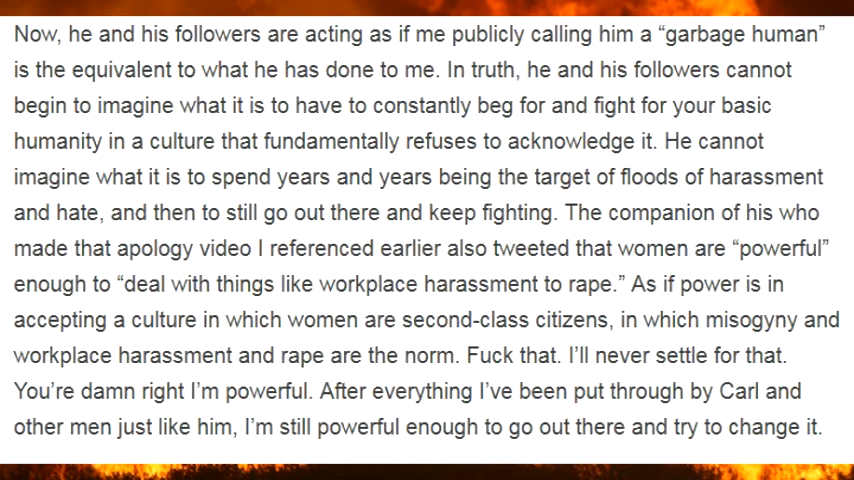 Now, he and his followers are acting as if me publicly calling him a “garbage human”
is the equivalent to what he has done to me. In truth, he and his followers cannot
begin to imagine what it is to have to constantly beg for and fight for your basic
humanity in a culture that fundamentally refuses to acknowledge it. He cannot
imagine what it is to spend years and years being the target of floods of harassment
and hate, and then to still go out there and keep fighting. The companion of his who
made that apology video I referenced earlier also tweeted that women are “powerful”
enough to “deal with things like workplace harassment to rape.” As if power is in
accepting a culture in which women are second-class citizens, in which misogyny and
workplace harassment and rape are the norm. Fuck that. I’ll never settle for that.
You’re damn right I’m powerful. After everything I’ve been put through by Carl and
other men just like him, I’m still powerful enough to go out there and try to change it.